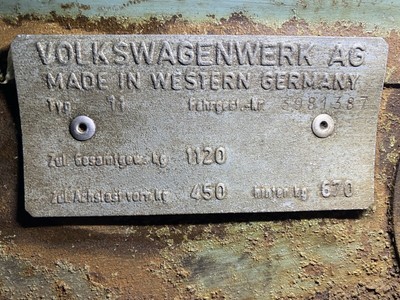 VOLKSWAGENWERK AG
MADE IN WESTERN GERMANY
Typ 11 Fahrgest.-Nr. 3981387
Zul. Gesamtgew. kg 1120
Zul. Achslast vorn kg 450 hinten kg 670